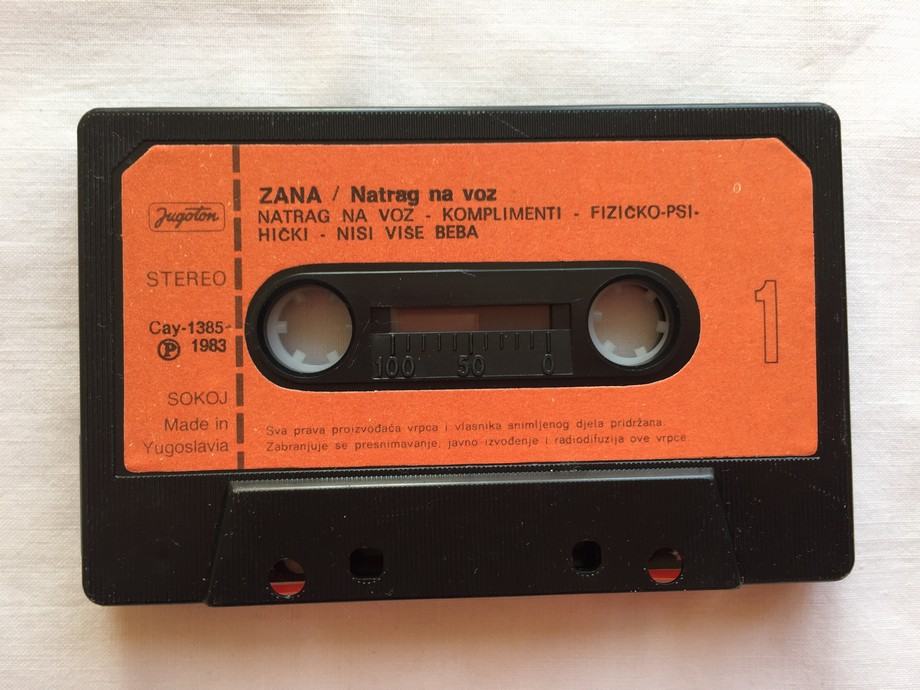 ZANA / Natrag na voz
NATRAG NA VOZ - KOMPLIMENTI - FIZIČKO-PSI-
HIČKI - NISI VIŠE BEBA
Jugoton
STEREO
Cay-1385
Ⓟ 1983
SOKOJ
Made in
Yugoslavia
1
100 50 0
Sva prava proizvođača vrpca i vlasnika snimljenog djela pridržana.
Zabranjuje se presnimavanje, javno izvođenje i radiodifuzija ove vrpce.